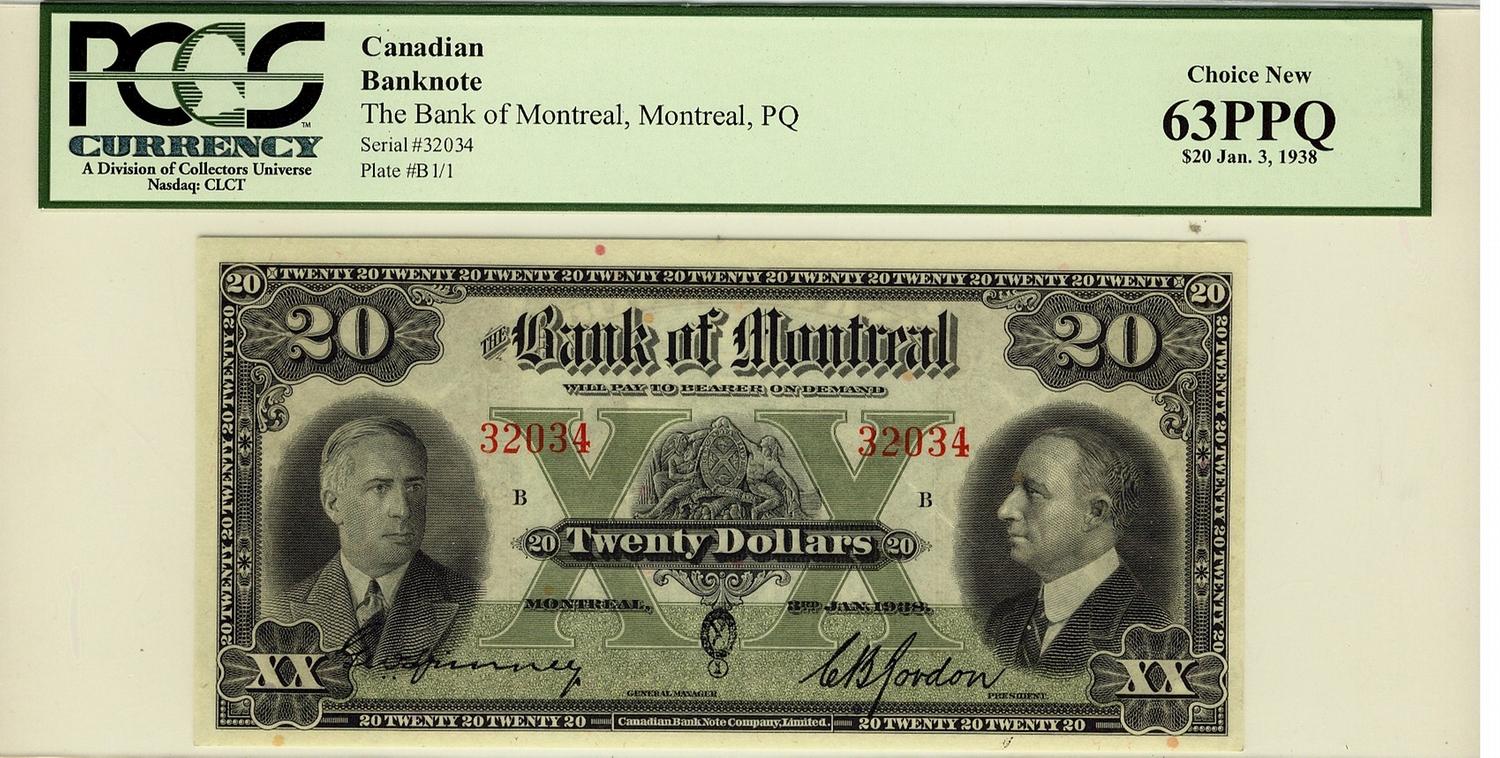 PCGS
TM
CURRENCY
A Division of Collectors Universe
Nasdaq: CLCT
Canadian
Banknote
The Bank of Montreal, Montreal, PQ
Serial #32034
Plate #B1/1
Choice New
63PPQ
$20 Jan. 3, 1938
20 TWENTY 20 TWENTY 20 TWENTY 20 TWENTY 20 TWENTY 20 TWENTY 20 TWENTY 20 TWENTY 20 TWENTY 20
20 20
THE Bank of Montreal
WILL PAY TO BEARER ON DEMAND
XX
32034 32034
B B
20 Twenty Dollars 20
MONTREAL, 3RD JAN. 1938.
C B Gordon
GENERAL MANAGER PRESIDENT.
XX XX
20 TWENTY 20 TWENTY 20 Canadian Bank Note Company, Limited. 20 TWENTY 20 TWENTY 20